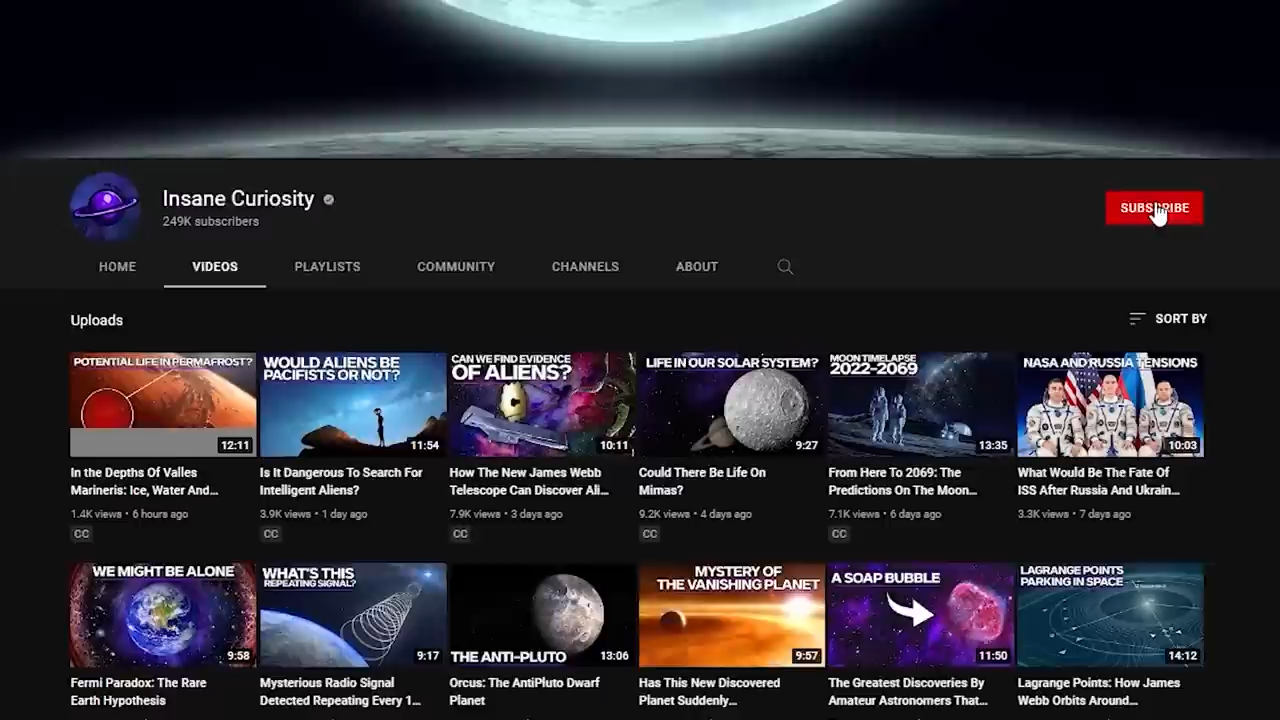 Insane Curiosity
249K subscribers
SUBSCRIBE
HOME
VIDEOS
PLAYLISTS
COMMUNITY
CHANNELS
ABOUT
Uploads
SORT BY
POTENTIAL LIFE IN PERMAFROST?
12:11
WOULD ALIENS BE
PACIFISTS OR NOT?
11:54
CAN WE FIND EVIDENCE
OF ALIENS?
10:11
LIFE IN OUR SOLAR SYSTEM?
9:27
MOON TIMELAPSE
2022-2069
13:35
NASA AND RUSSIA TENSIONS
10:03
In the Depths Of Valles
Marineris: Ice, Water And...
1.4K views • 6 hours ago
CC
Is It Dangerous To Search For
Intelligent Aliens?
3.9K views • 1 day ago
CC
How The New James Webb
Telescope Can Discover Ali...
7.9K views • 3 days ago
CC
Could There Be Life On
Mimas?
9.2K views • 4 days ago
CC
From Here To 2069: The
Predictions On The Moon...
7.1K views • 6 days ago
CC
What Would Be The Fate Of
ISS After Russia And Ukrain...
3.3K views • 7 days ago
WE MIGHT BE ALONE
9:58
WHAT'S THIS
REPEATING SIGNAL?
9:17
THE ANTI-PLUTO
13:06
MYSTERY OF
THE VANISHING PLANET
9:57
A SOAP BUBBLE
11:50
LAGRANGE POINTS
PARKING IN SPACE
14:12
Fermi Paradox: The Rare
Earth Hypothesis
Mysterious Radio Signal
Detected Repeating Every 1...
Orcus: The AntiPluto Dwarf
Planet
Has This New Discovered
Planet Suddenly...
The Greatest Discoveries By
Amateur Astronomers That...
Lagrange Points: How James
Webb Orbits Around...